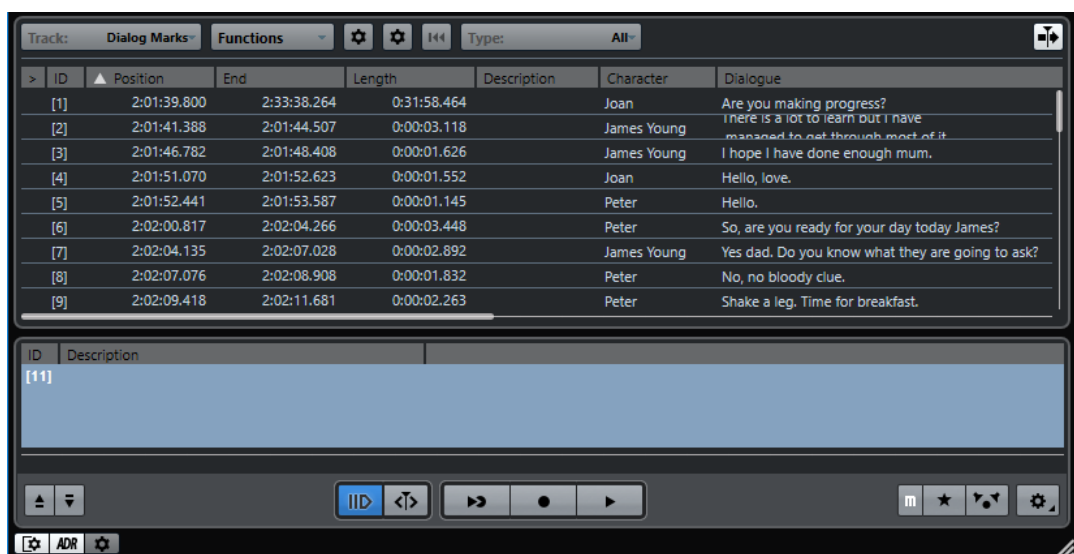 Track: Dialog Marks Functions Type: All
> ID Position End Length Description Character Dialogue
[1] 2:01:39.800 2:33:38.264 0:31:58.464 Joan Are you making progress?
[2] 2:01:41.388 2:01:44.507 0:00:03.118 James Young There is a lot to learn but I have
managed to get through most of it
[3] 2:01:46.782 2:01:48.408 0:00:01.626 James Young I hope I have done enough mum.
[4] 2:01:51.070 2:01:52.623 0:00:01.552 Joan Hello, love.
[5] 2:01:52.441 2:01:53.587 0:00:01.145 Peter Hello.
[6] 2:02:00.817 2:02:04.266 0:00:03.448 Peter So, are you ready for your day today James?
[7] 2:02:04.135 2:02:07.028 0:00:02.892 James Young Yes dad. Do you know what they are going to ask?
[8] 2:02:07.076 2:02:08.908 0:00:01.832 Peter No, no bloody clue.
[9] 2:02:09.418 2:02:11.681 0:00:02.263 Peter Shake a leg. Time for breakfast.
ID Description
[11]
m
ADR